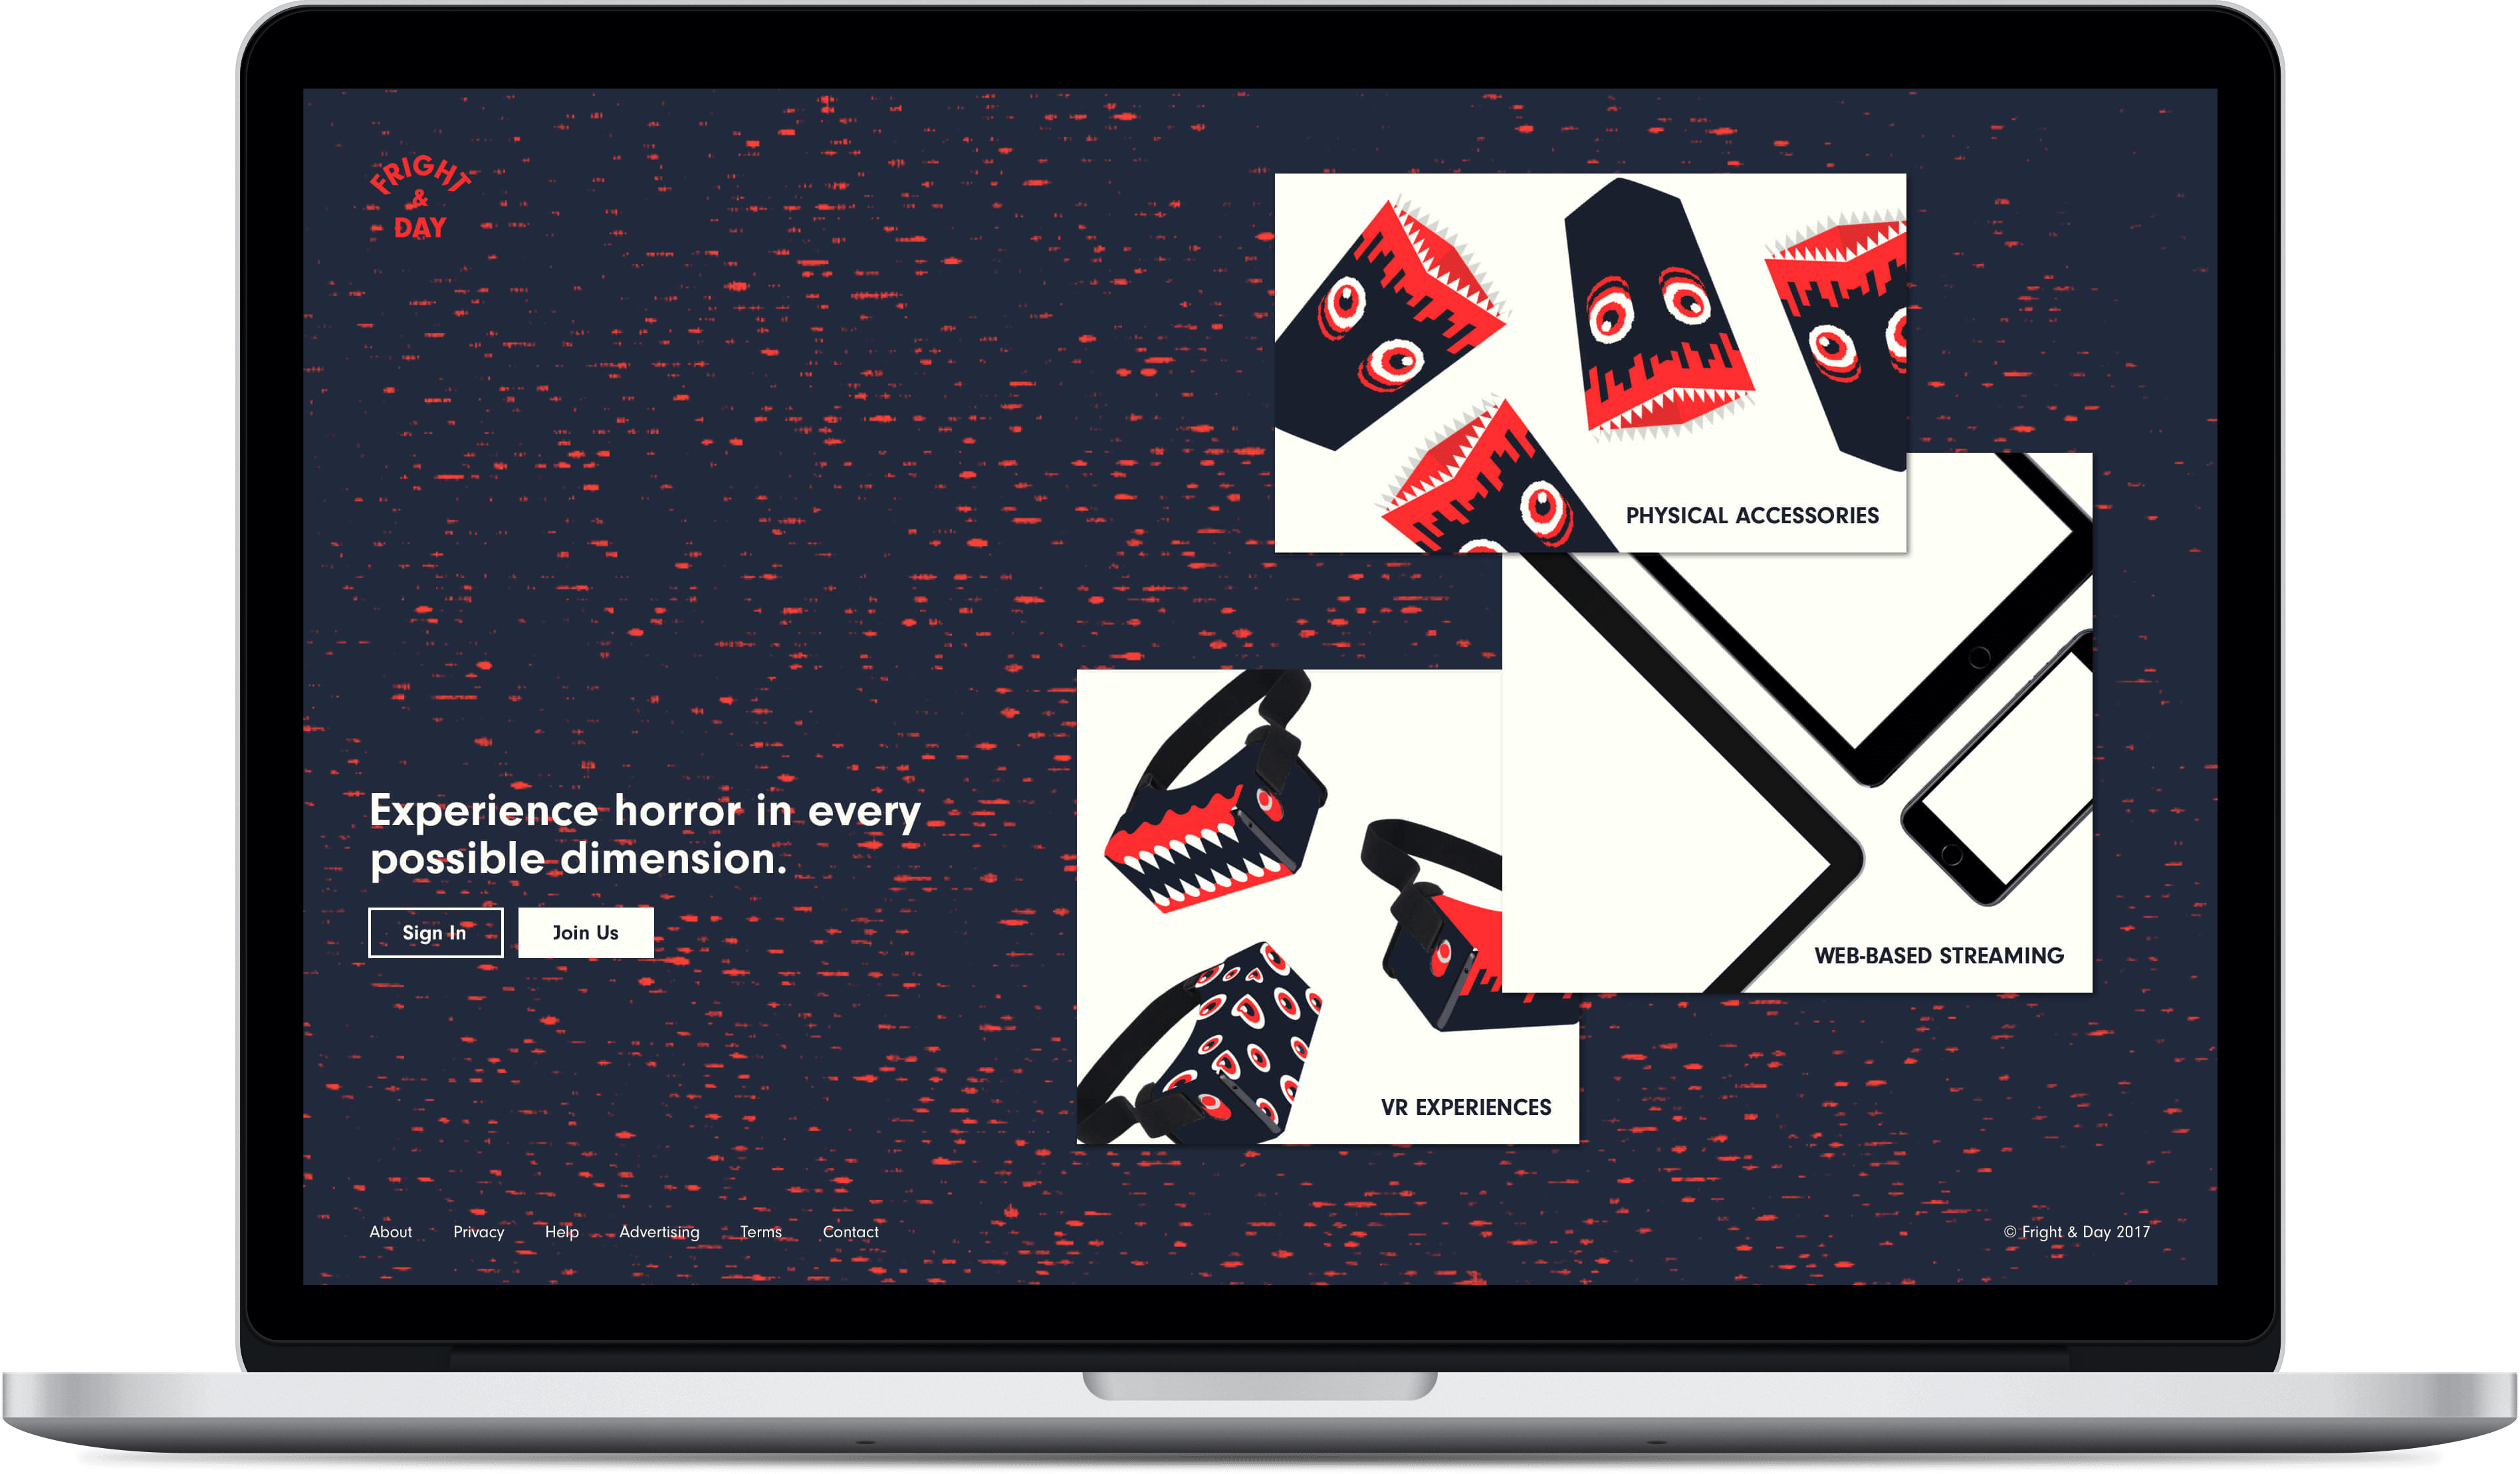 FRIGHT
&
DAY
PHYSICAL ACCESSORIES
Experience horror in every
possible dimension.
Sign In
Join Us
WEB-BASED STREAMING
VR EXPERIENCES
About
Privacy
Help
Advertising
Terms
Contact
© Fright & Day 2017